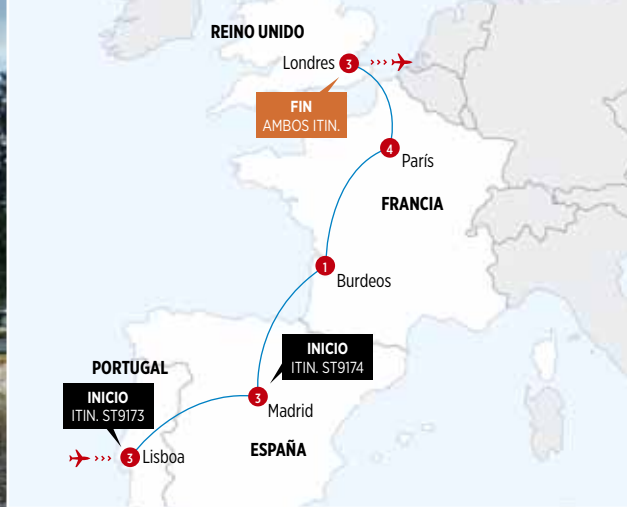 REINO UNIDO
Londres 3
FIN
AMBOS ITIN.
4
París
FRANCIA
1
Burdeos
INICIO
ITIN. ST9174
PORTUGAL
INICIO
ITIN. ST9173
3
Madrid
ESPAÑA
3 Lisboa